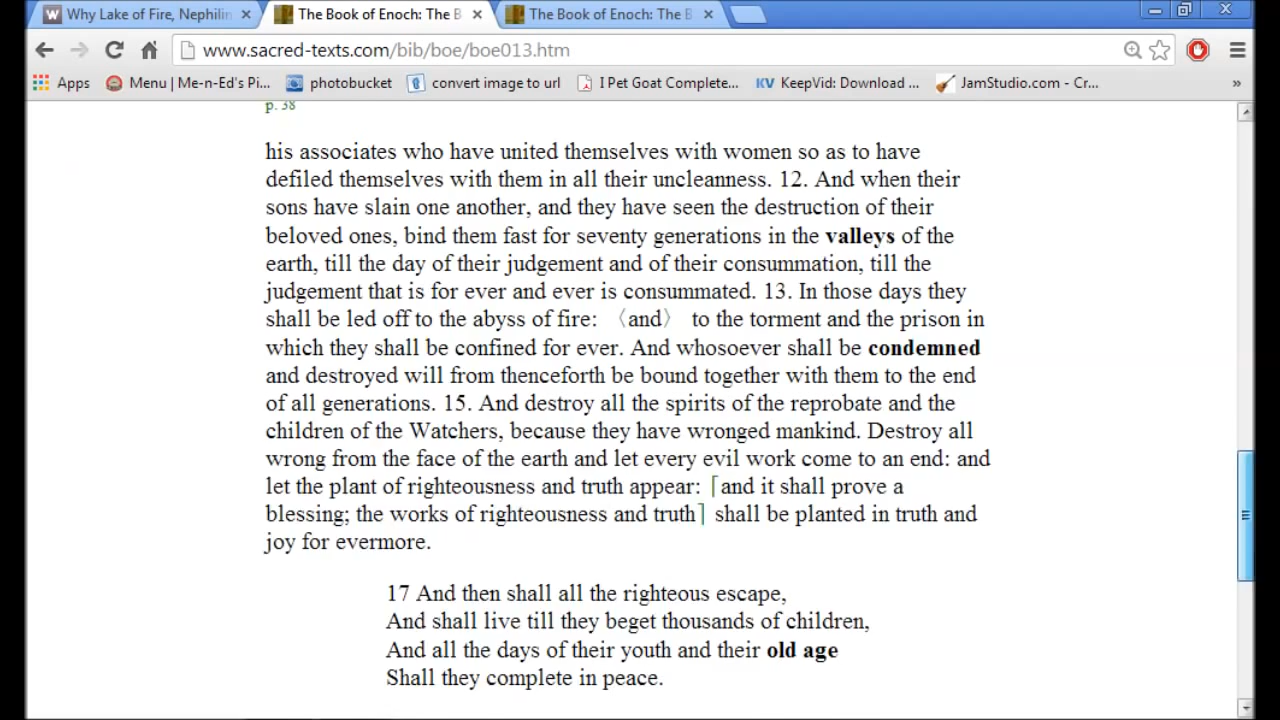 Why Lake of Fire, Nephilin
The Book of Enoch: The B
The Book of Enoch: The B
www.sacred-texts.com/bib/boe/boe013.htm
Apps
Menu | Me-n-Ed's Pi...
photobucket
convert image to url
I Pet Goat Complete...
KV KeepVid: Download ...
JamStudio.com - Cr...
»
p. 38
his associates who have united themselves with women so as to have
defiled themselves with them in all their uncleanness. 12. And when their
sons have slain one another, and they have seen the destruction of their
beloved ones, bind them fast for seventy generations in the valleys of the
earth, till the day of their judgement and of their consummation, till the
judgement that is for ever and ever is consummated. 13. In those days they
shall be led off to the abyss of fire: 〈and〉 to the torment and the prison in
which they shall be confined for ever. And whosoever shall be condemned
and destroyed will from thenceforth be bound together with them to the end
of all generations. 15. And destroy all the spirits of the reprobate and the
children of the Watchers, because they have wronged mankind. Destroy all
wrong from the face of the earth and let every evil work come to an end: and
let the plant of righteousness and truth appear: ⌈and it shall prove a
blessing; the works of righteousness and truth⌉ shall be planted in truth and
joy for evermore.
17 And then shall all the righteous escape,
And shall live till they beget thousands of children,
And all the days of their youth and their old age
Shall they complete in peace.